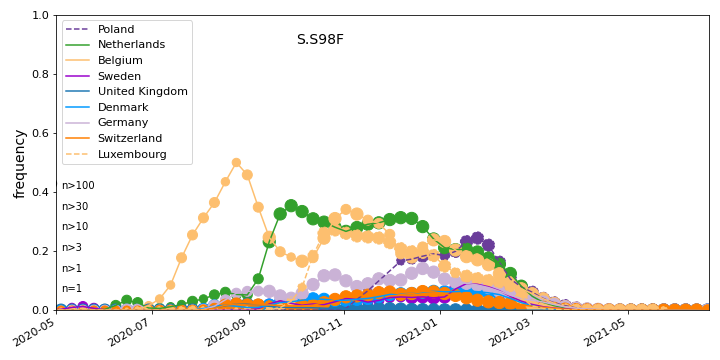 S.S98F
Poland
Netherlands
Belgium
Sweden
United Kingdom
Denmark
Germany
Switzerland
Luxembourg
n>100
n>30
n>10
n>3
n>1
n=1
frequency
1.0
0.8
0.6
0.4
0.2
0.0
2020-05
2020-07
2020-09
2020-11
2021-01
2021-03
2021-05